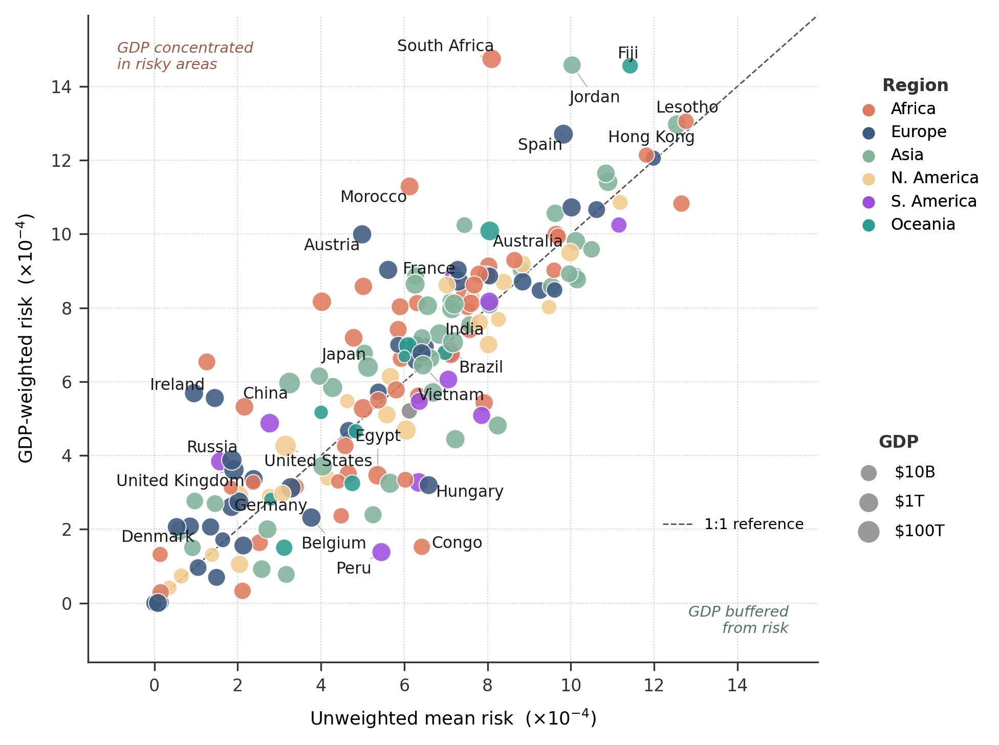 GDP concentrated
in risky areas
South Africa
Fiji
Jordan
Lesotho
Hong Kong
Spain
Morocco
Austria
Australia
France
India
Japan
Brazil
Ireland
China
Vietnam
Egypt
Russia
United States
United Kingdom
Hungary
Germany
Denmark
Belgium
Congo
Peru
1:1 reference
GDP buffered
from risk
Region
Africa
Europe
Asia
N. America
S. America
Oceania
GDP
$10B
$1T
$100T
GDP-weighted risk (×10⁻⁴)
14
12
10
8
6
4
2
0
0 2 4 6 8 10 12 14
Unweighted mean risk (×10⁻⁴)